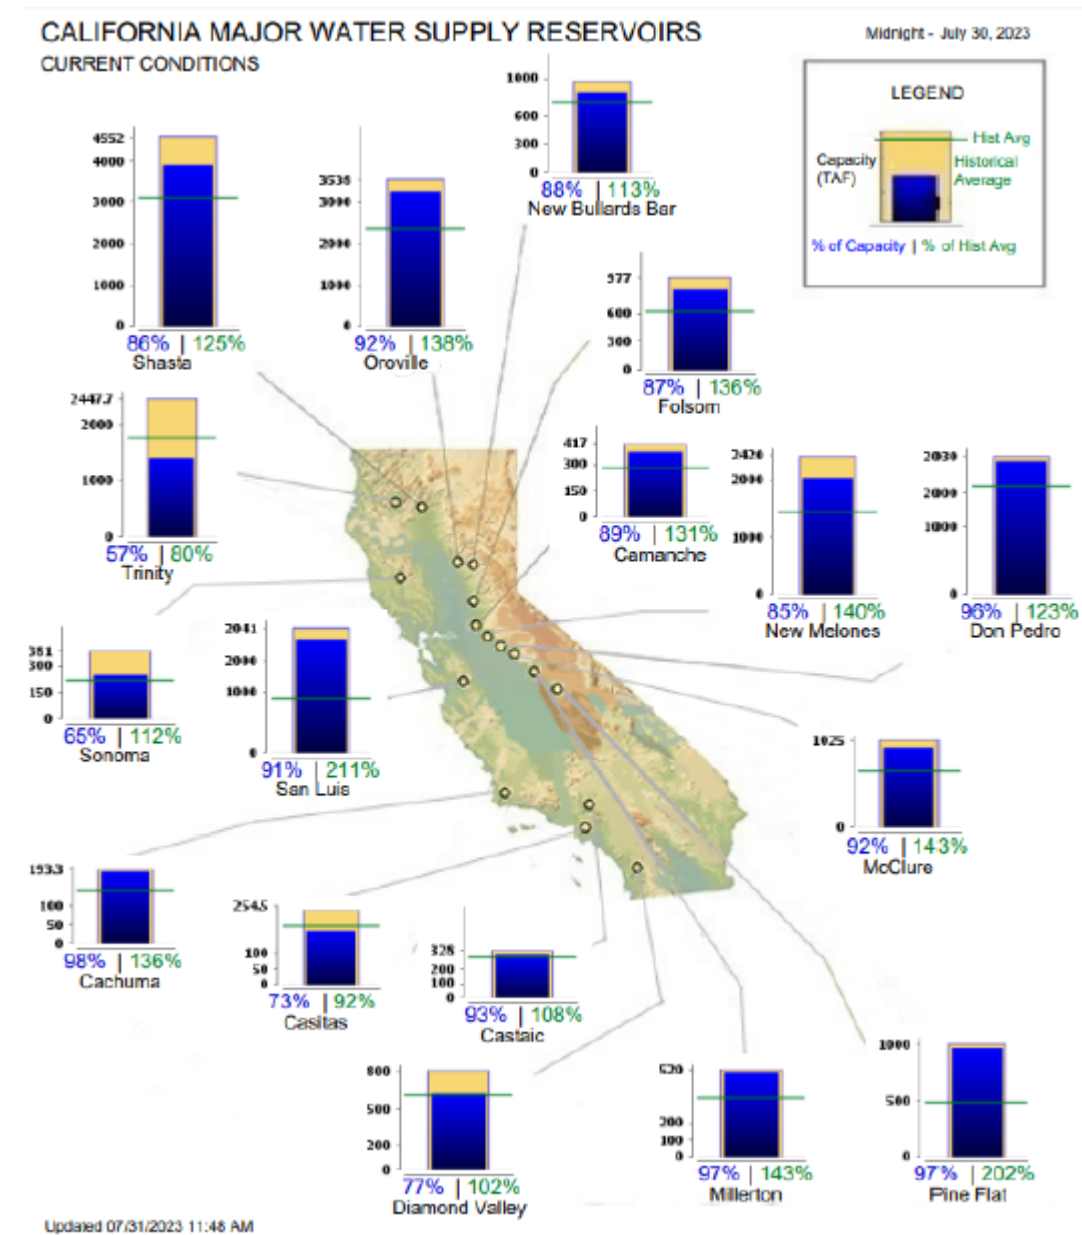 CALIFORNIA MAJOR WATER SUPPLY RESERVOIRS
CURRENT CONDITIONS
Midnight - July 30, 2023
LEGEND
Hist Avg
Capacity
(TAF)
Historical
Average
% of Capacity | % of Hist Avg
1000
600
300
0
88% | 113%
New Bullards Bar
4552
4000
3000
2000
1000
0
86% | 125%
Shasta
3538
3000
2000
1000
0
92% | 138%
Oroville
977
600
300
0
87% | 136%
Folsom
2447.7
2000
1000
0
57% | 80%
Trinity
417
300
150
0
89% | 131%
Camanche
2420
2000
1000
0
85% | 140%
New Melones
2030
2000
1000
0
96% | 123%
Don Pedro
381
300
150
0
65% | 112%
Sonoma
2041
2000
1000
0
91% | 211%
San Luis
1025
0
92% | 143%
McClure
193.3
100
50
0
98% | 136%
Cachuma
254.5
100
50
0
73% | 92%
Casitas
325
200
100
0
93% | 108%
Castaic
800
500
200
0
77% | 102%
Diamond Valley
520
200
100
0
97% | 143%
Millerton
1000
500
0
97% | 202%
Pine Flat
Updated 07/31/2023 11:48 AM